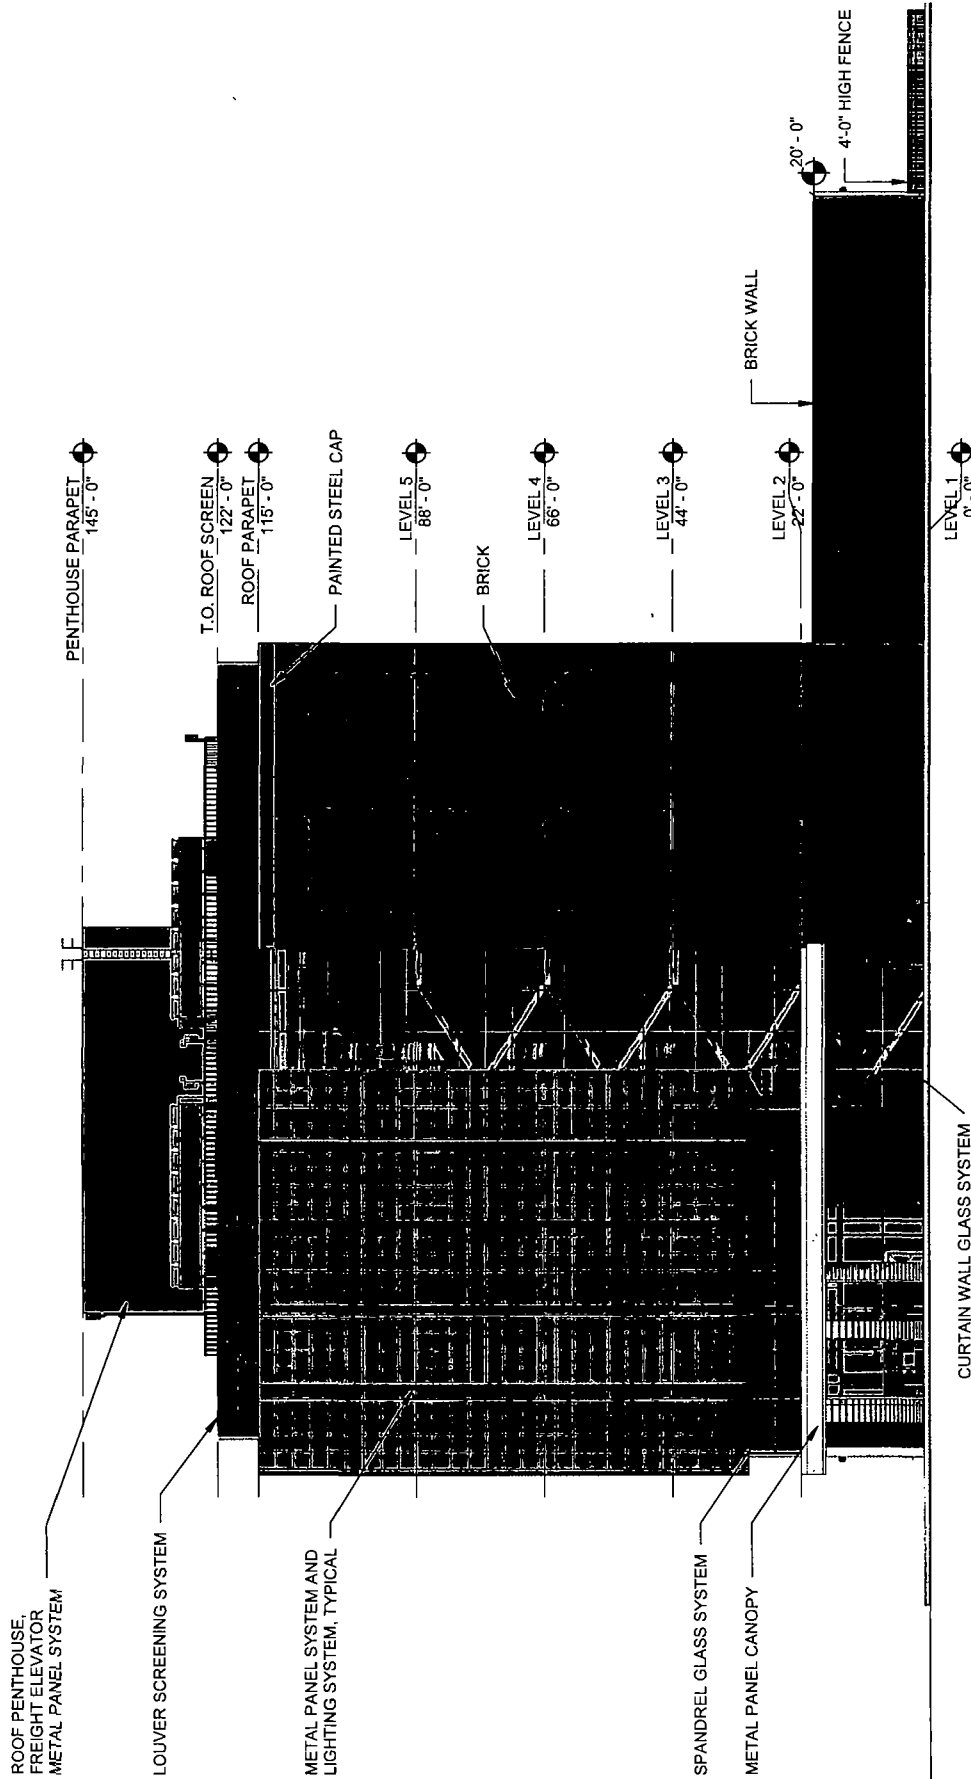 ROOF PENTHOUSE,
FREIGHT ELEVATOR
METAL PANEL SYSTEM
LOUVER SCREENING SYSTEM
METAL PANEL SYSTEM AND
LIGHTING SYSTEM, TYPICAL
SPANDREL GLASS SYSTEM
METAL PANEL CANOPY
CURTAIN WALL GLASS SYSTEM
PENTHOUSE PARAPET
145' - 0"
T.O. ROOF SCREEN
122' - 0"
ROOF PARAPET
115' - 0"
PAINTED STEEL CAP
LEVEL 5
88' - 0"
BRICK
LEVEL 4
66' - 0"
LEVEL 3
44' - 0"
LEVEL 2
22' - 0"
LEVEL 1
0' - 0"
BRICK WALL
20' - 0"
4'-0" HIGH FENCE